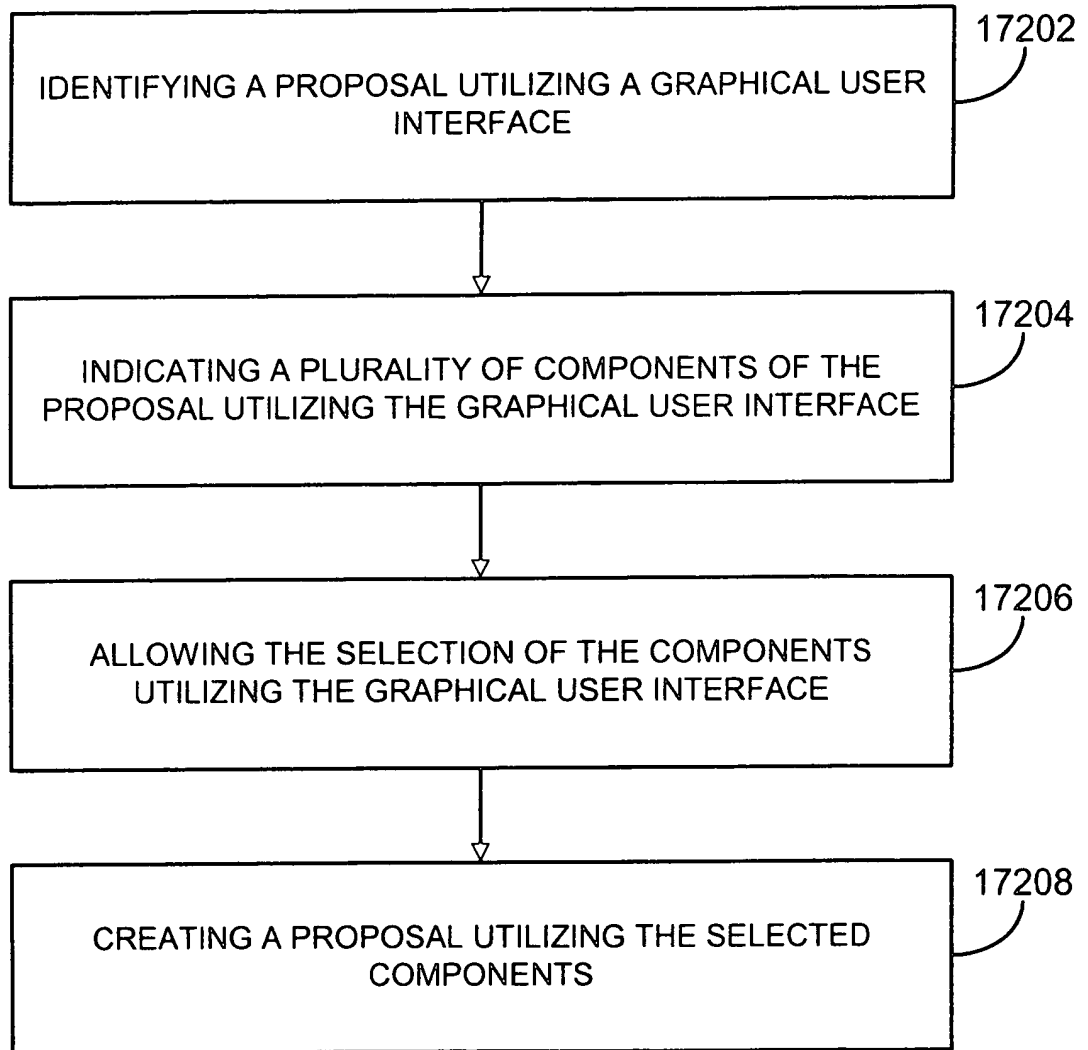 17202
IDENTIFYING A PROPOSAL UTILIZING A GRAPHICAL USER
INTERFACE
17204
INDICATING A PLURALITY OF COMPONENTS OF THE
PROPOSAL UTILIZING THE GRAPHICAL USER INTERFACE
17206
ALLOWING THE SELECTION OF THE COMPONENTS
UTILIZING THE GRAPHICAL USER INTERFACE
17208
CREATING A PROPOSAL UTILIZING THE SELECTED
COMPONENTS